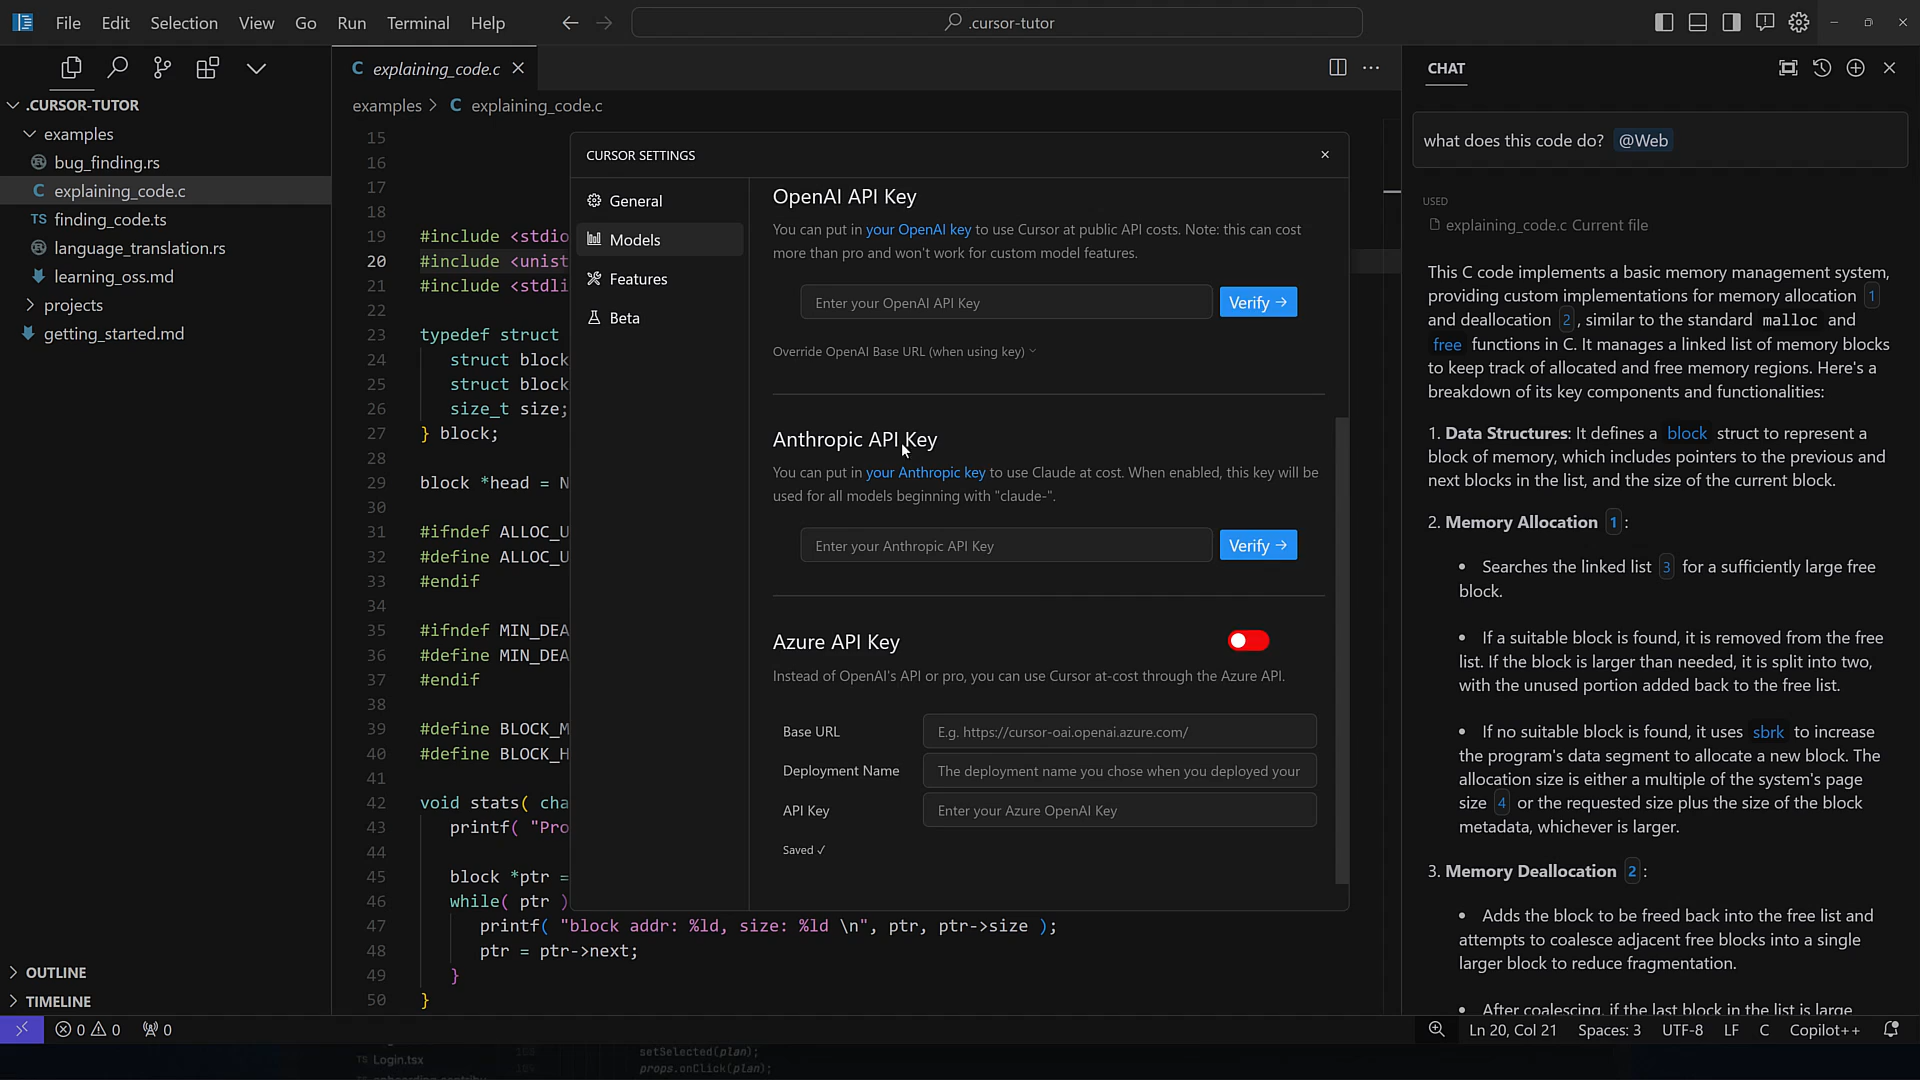 File Edit Selection View Go Run Terminal Help
.cursor-tutor
.CURSOR-TUTOR
examples
bug_finding.rs
C explaining_code.c
TS finding_code.ts
language_translation.rs
learning_oss.md
projects
getting_started.md
OUTLINE
TIMELINE
C explaining_code.c
examples > C explaining_code.c
15
16
17
18
19 #include <stdio
20 #include <unist
21 #include <stdli
22
23 typedef struct
24 struct block
25 struct block
26 size_t size;
27 } block;
28
29 block *head = N
30
31 #ifndef ALLOC_U
32 #define ALLOC_U
33 #endif
34
35 #ifndef MIN_DEA
36 #define MIN_DEA
37 #endif
38
39 #define BLOCK_M
40 #define BLOCK_H
41
42 void stats( cha
43 printf( "Pro
44
45 block *ptr =
46 while( ptr )
47 printf( "block addr: %ld, size: %ld \n", ptr, ptr->size );
48 ptr = ptr->next;
49 }
50 }
CURSOR SETTINGS
General
Models
Features
Beta
OpenAI API Key
You can put in your OpenAI key to use Cursor at public API costs. Note: this can cost
more than pro and won't work for custom model features.
Enter your OpenAI API Key
Verify →
Override OpenAI Base URL (when using key)
Anthropic API Key
You can put in your Anthropic key to use Claude at cost. When enabled, this key will be
used for all models beginning with "claude-".
Enter your Anthropic API Key
Verify →
Azure API Key
Instead of OpenAI's API or pro, you can use Cursor at-cost through the Azure API.
Base URL E.g. https://cursor-oai.openai.azure.com/
Deployment Name The deployment name you chose when you deployed your
API Key Enter your Azure OpenAI Key
Saved ✓
CHAT
what does this code do? @Web
USED
explaining_code.c Current file
This C code implements a basic memory management system,
providing custom implementations for memory allocation 1
and deallocation 2 , similar to the standard malloc and
free functions in C. It manages a linked list of memory blocks
to keep track of allocated and free memory regions. Here's a
breakdown of its key components and functionalities:
1. Data Structures: It defines a block struct to represent a
block of memory, which includes pointers to the previous and
next blocks in the list, and the size of the current block.
2. Memory Allocation 1 :
• Searches the linked list 3 for a sufficiently large free
block.
• If a suitable block is found, it is removed from the free
list. If the block is larger than needed, it is split into two,
with the unused portion added back to the free list.
• If no suitable block is found, it uses sbrk to increase
the program's data segment to allocate a new block. The
allocation size is either a multiple of the system's page
size 4 or the requested size plus the size of the block
metadata, whichever is larger.
3. Memory Deallocation 2 :
• Adds the block to be freed back into the free list and
attempts to coalesce adjacent free blocks into a single
larger block to reduce fragmentation.
• After coalescing, if the last block in the list is large
0 0 0
Ln 20, Col 21 Spaces: 3 UTF-8 LF C Copilot++
TS Login.tsx
setSelected(plan);
props.onClick(plan);